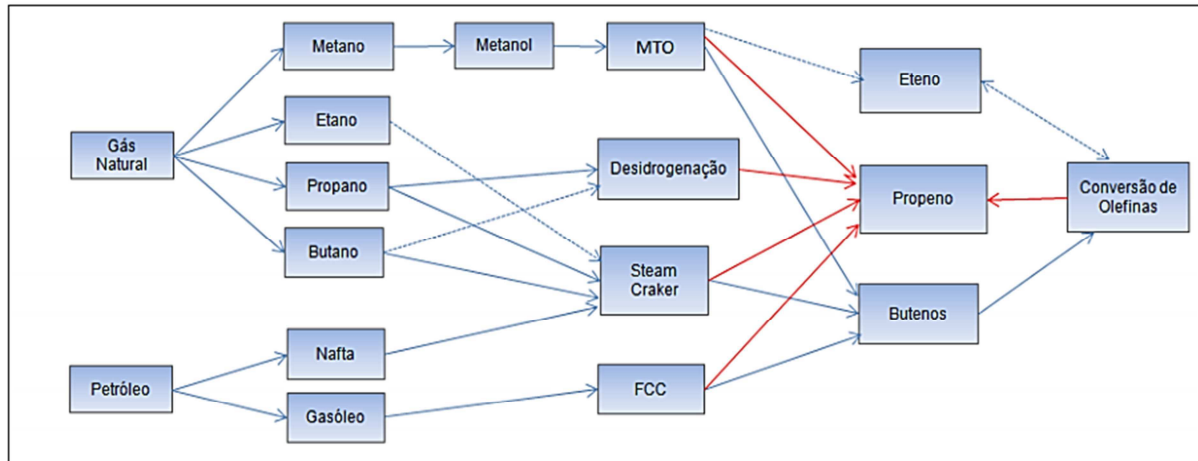 Metano
Metanol
MTO
Eteno
Etano
Gás
Natural
Propano
Desidrogenação
Propeno
Conversão de
Olefinas
Butano
Steam
Craker
Butenos
Nafta
Petróleo
FCC
Gasóleo